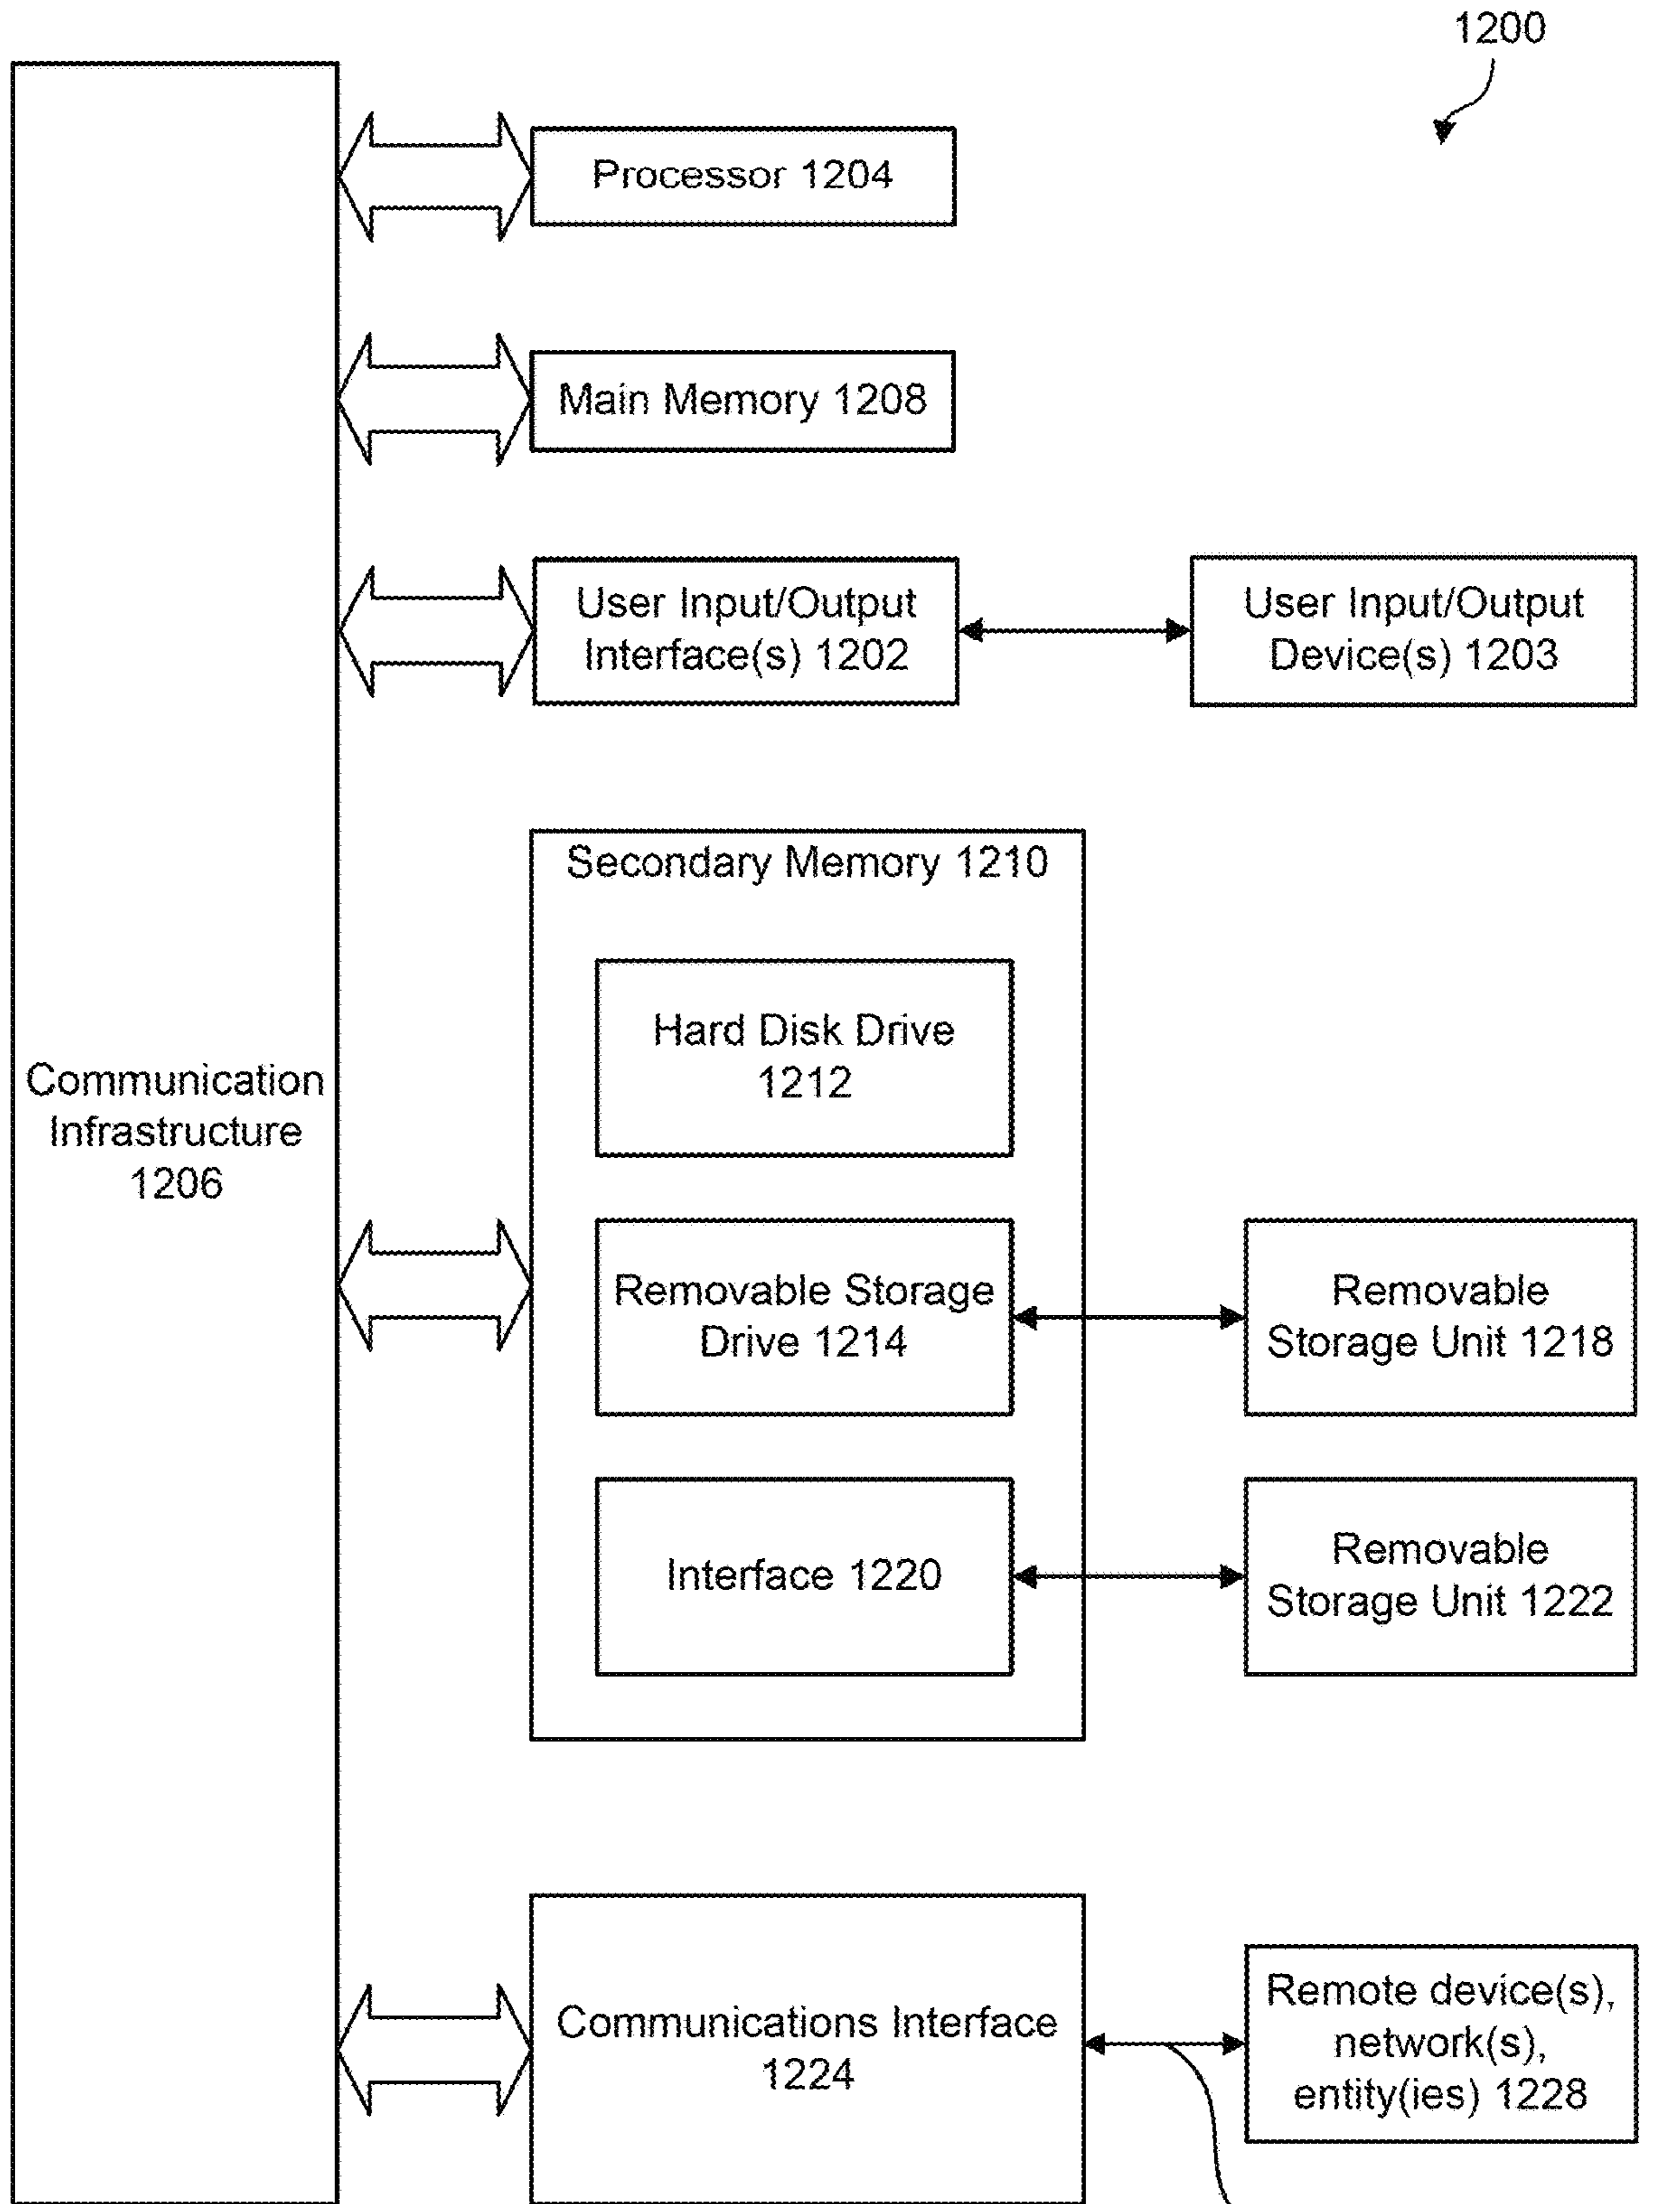 1200
Processor 1204
Main Memory 1208
User Input/Output
Interface(s) 1202
User Input/Output
Device(s) 1203
Secondary Memory 1210
Hard Disk Drive
1212
Communication
Infrastructure
1206
Removable Storage
Drive 1214
Removable
Storage Unit 1218
Interface 1220
Removable
Storage Unit 1222
Communications Interface
1224
Remote device(s),
network(s),
entity(ies) 1228